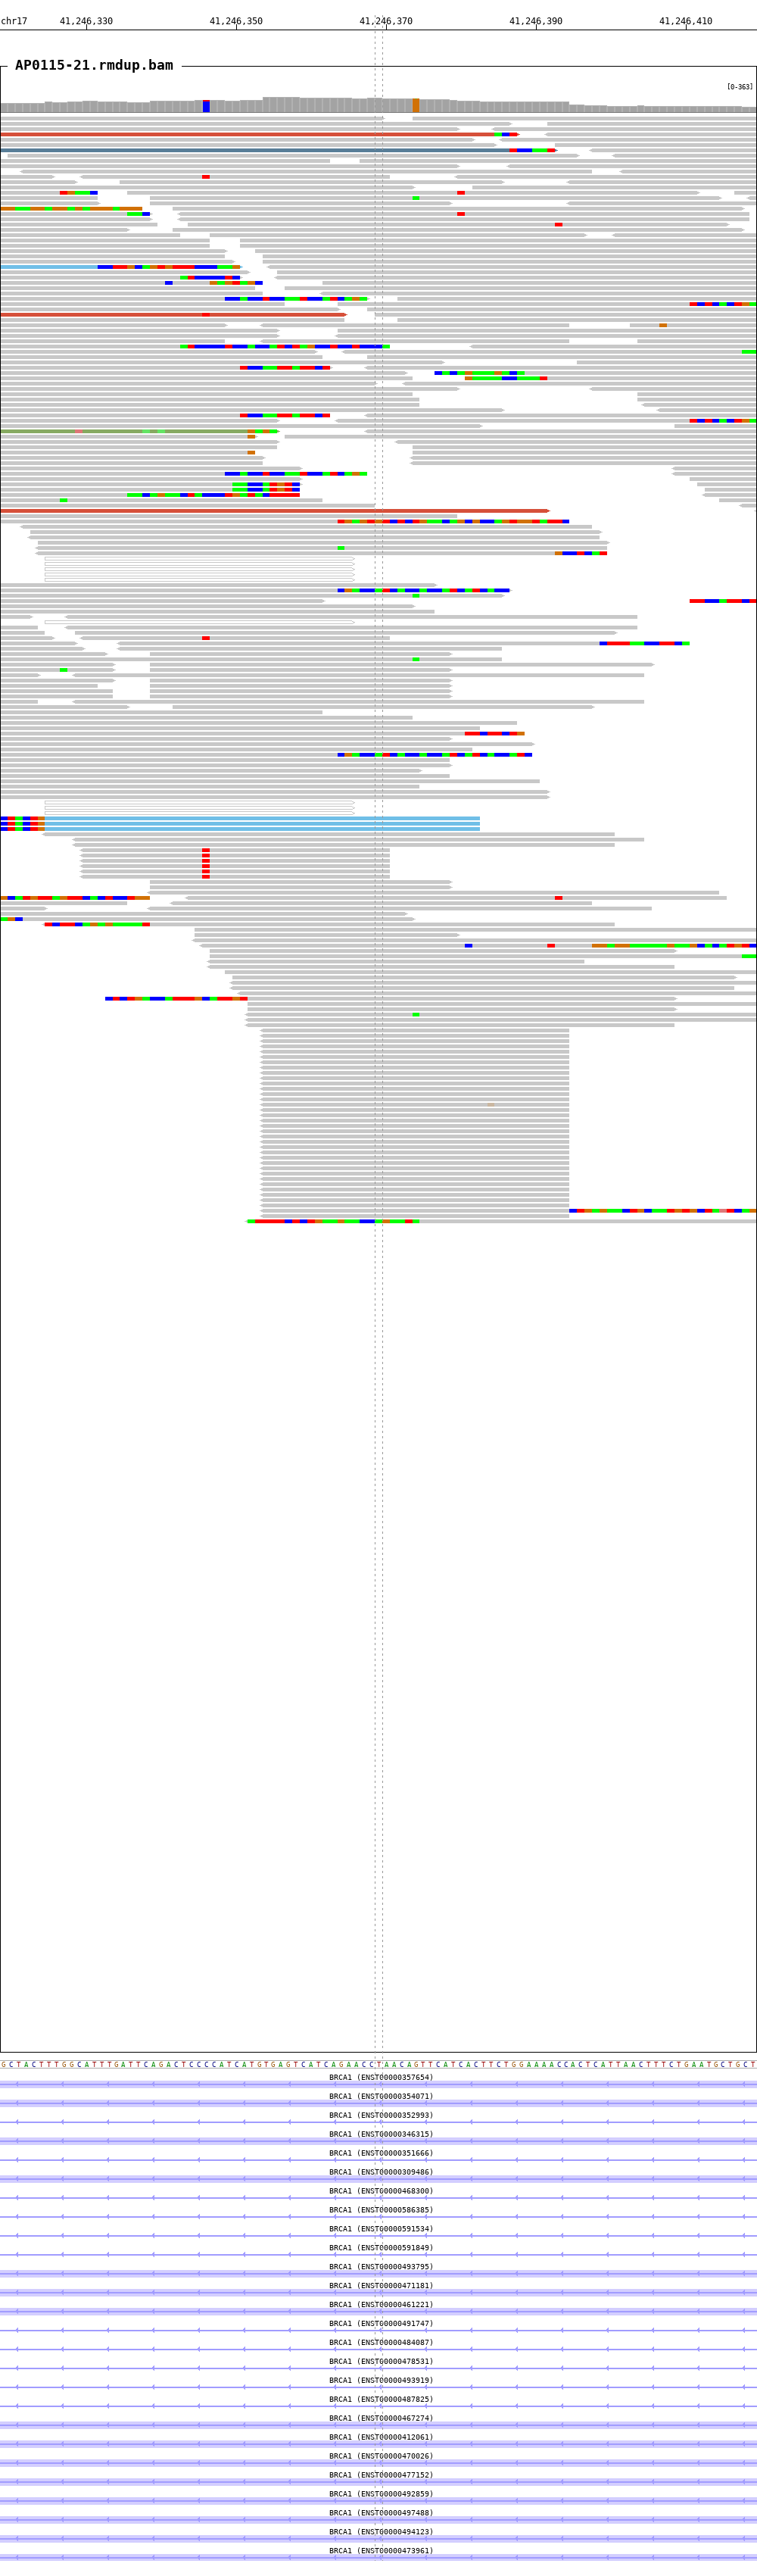 chr17 41,246,330 41,246,350 41,246,370 41,246,390 41,246,410
AP0115-21.rmdup.bam
[0-363]
GCTACTTTGGCATTTGATTCAGACTCCCCATCATGTGAGTCATCAGAACCTAACAGTTCATCACTTCTGGAAAACCACTCATTAACTTTCTGAATGCTGCT
BRCA1 (ENST00000357654)
BRCA1 (ENST00000354071)
BRCA1 (ENST00000352993)
BRCA1 (ENST00000346315)
BRCA1 (ENST00000351666)
BRCA1 (ENST00000309486)
BRCA1 (ENST00000468300)
BRCA1 (ENST00000586385)
BRCA1 (ENST00000591534)
BRCA1 (ENST00000591849)
BRCA1 (ENST00000493795)
BRCA1 (ENST00000471181)
BRCA1 (ENST00000461221)
BRCA1 (ENST00000491747)
BRCA1 (ENST00000484087)
BRCA1 (ENST00000478531)
BRCA1 (ENST00000493919)
BRCA1 (ENST00000487825)
BRCA1 (ENST00000467274)
BRCA1 (ENST00000412061)
BRCA1 (ENST00000470026)
BRCA1 (ENST00000477152)
BRCA1 (ENST00000492859)
BRCA1 (ENST00000497488)
BRCA1 (ENST00000494123)
BRCA1 (ENST00000473961)